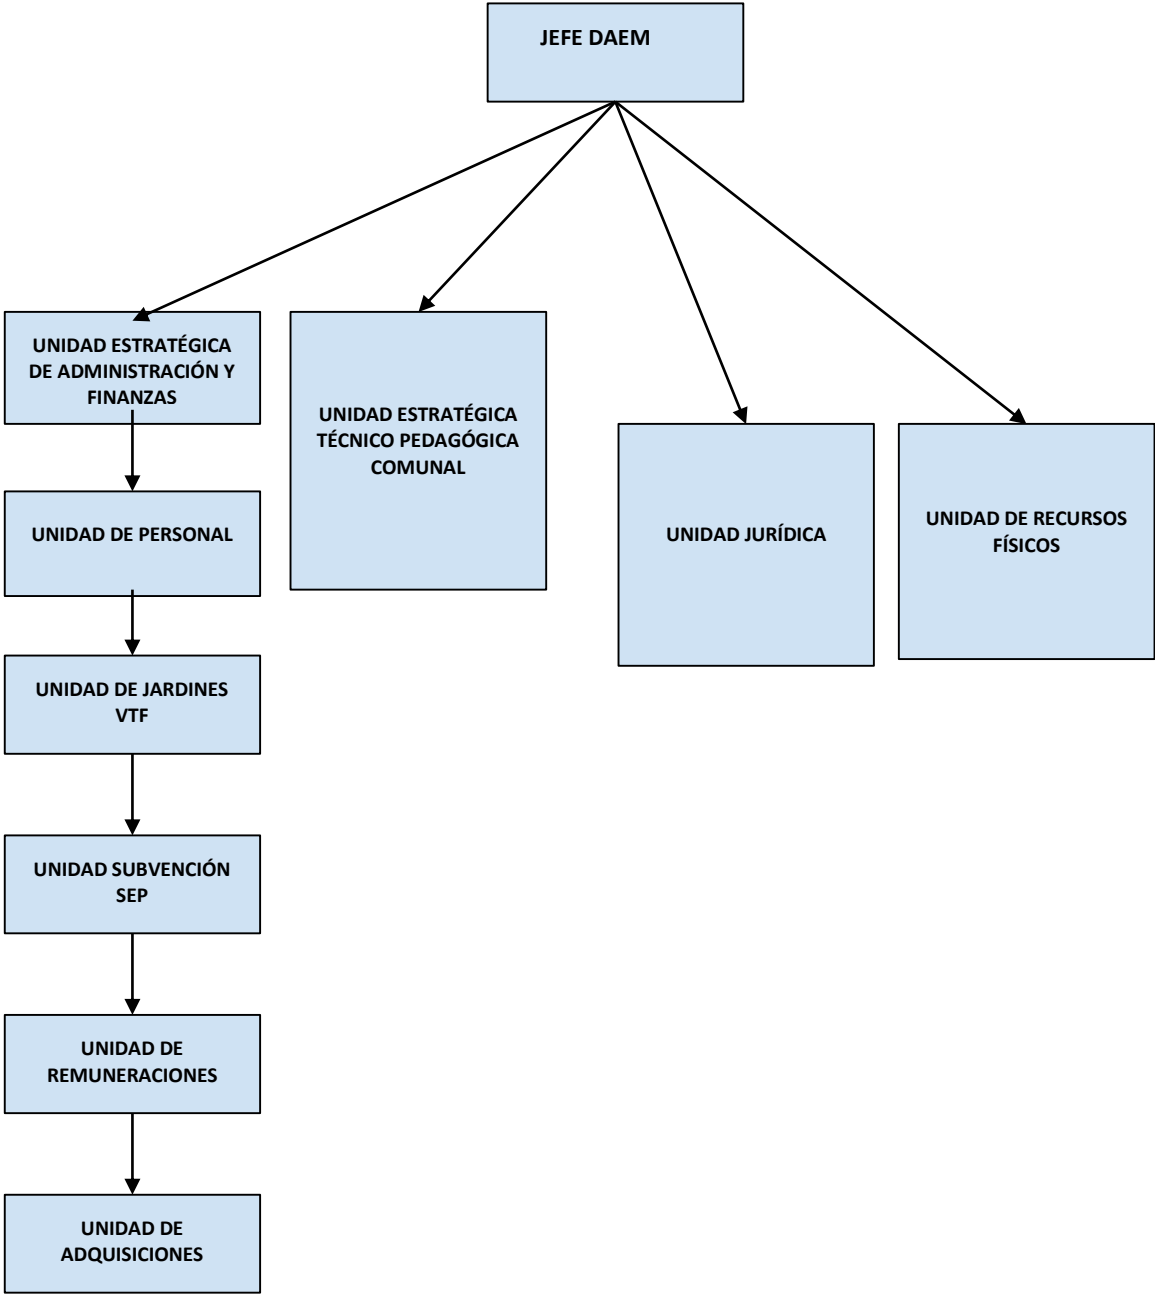 JEFE DAEM
UNIDAD ESTRATÉGICA
DE ADMINISTRACIÓN Y
FINANZAS
UNIDAD ESTRATÉGICA
TÉCNICO PEDAGÓGICA
COMUNAL
UNIDAD JURÍDICA
UNIDAD DE RECURSOS
FÍSICOS
UNIDAD DE PERSONAL
UNIDAD DE JARDINES
VTF
UNIDAD SUBVENCIÓN
SEP
UNIDAD DE
REMUNERACIONES
UNIDAD DE
ADQUISICIONES